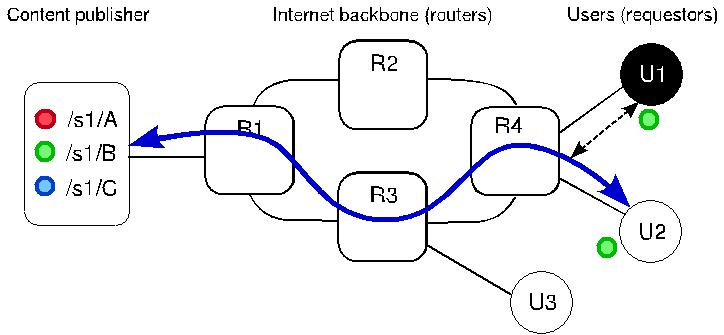 Content publisher
Internet backbone (routers)
Users (requestors)
R2
U1
/s1/A
/s1/B
/s1/C
R1
R4
R3
U2
U3